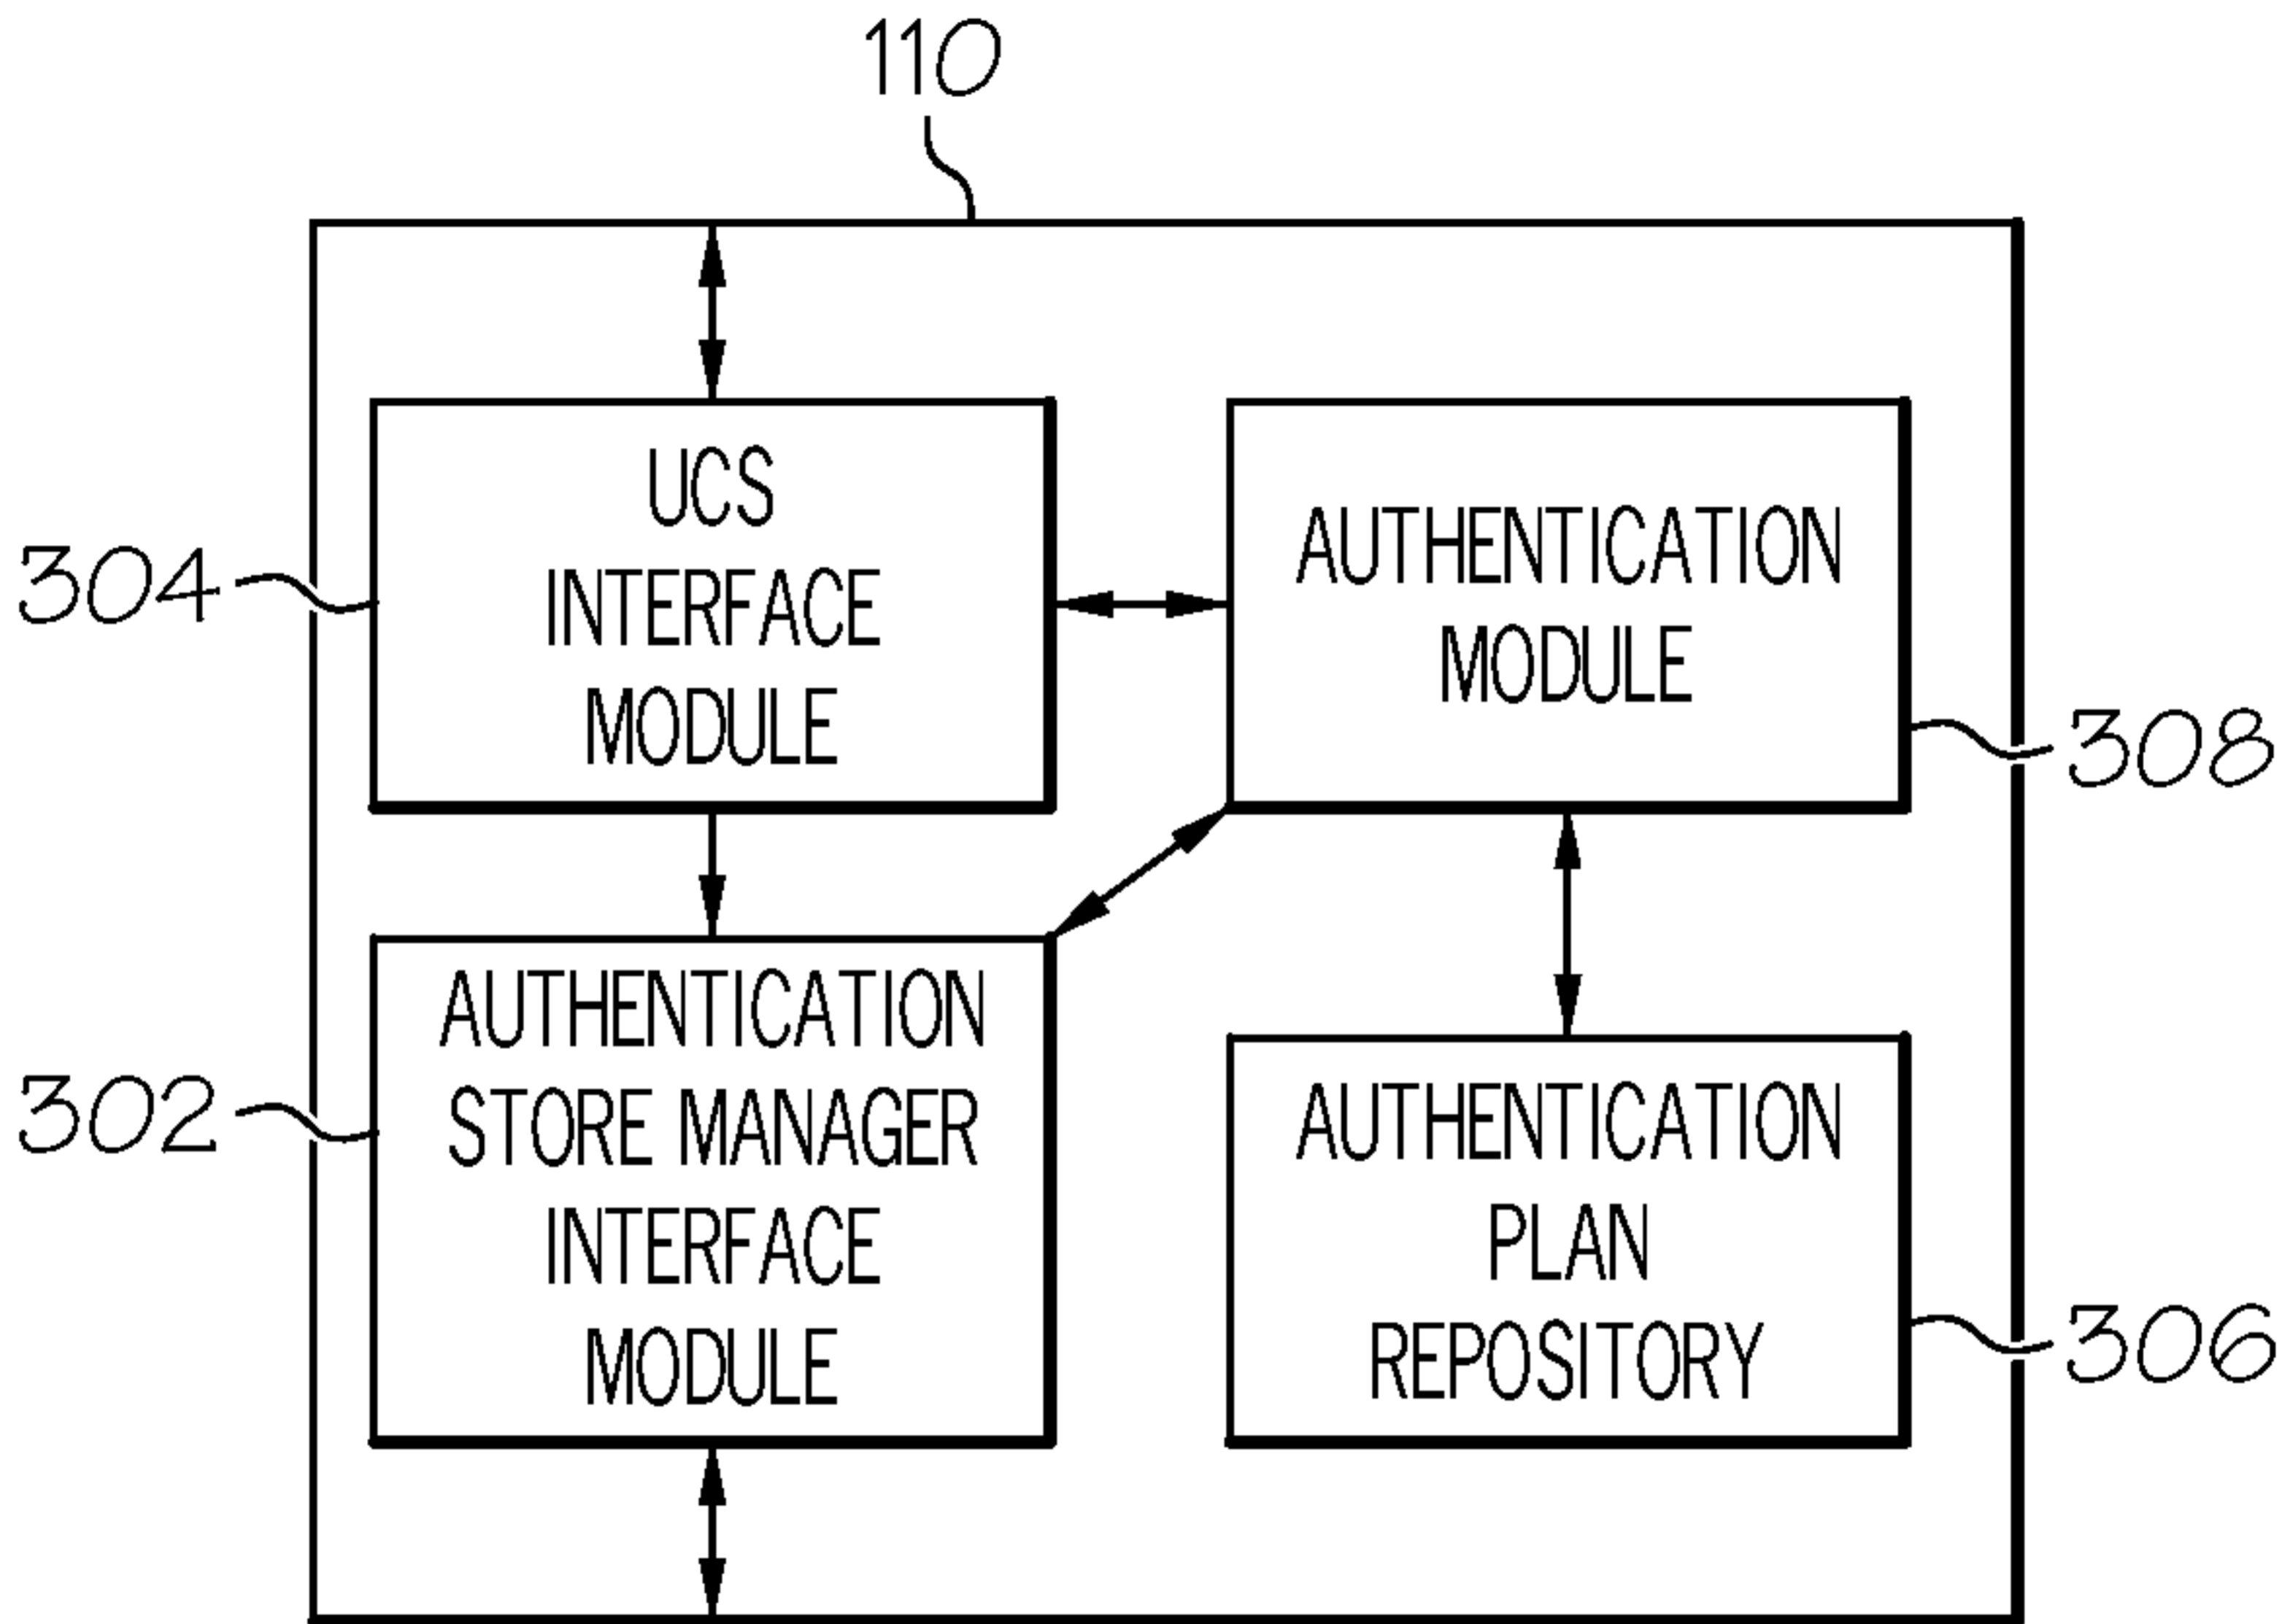 110
304
UCS
INTERFACE
MODULE
AUTHENTICATION
MODULE
308
302
AUTHENTICATION
STORE MANAGER
INTERFACE
MODULE
AUTHENTICATION
PLAN
REPOSITORY
306